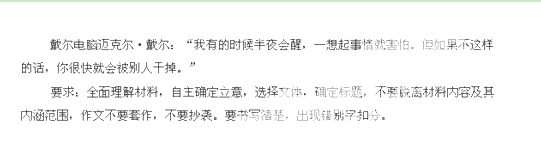 戴尔电脑迈克尔·戴尔：“我有的时候半夜会醒，一想起事情就害怕。但如果不这样
的话，你很快就会被别人干掉。”
要求：全面理解材料，自主确定立意，选择文体，确定标题，不要脱离材料内容及其
内涵范围，作文不要套作，不要抄袭。要书写清楚，出现错别字扣分。